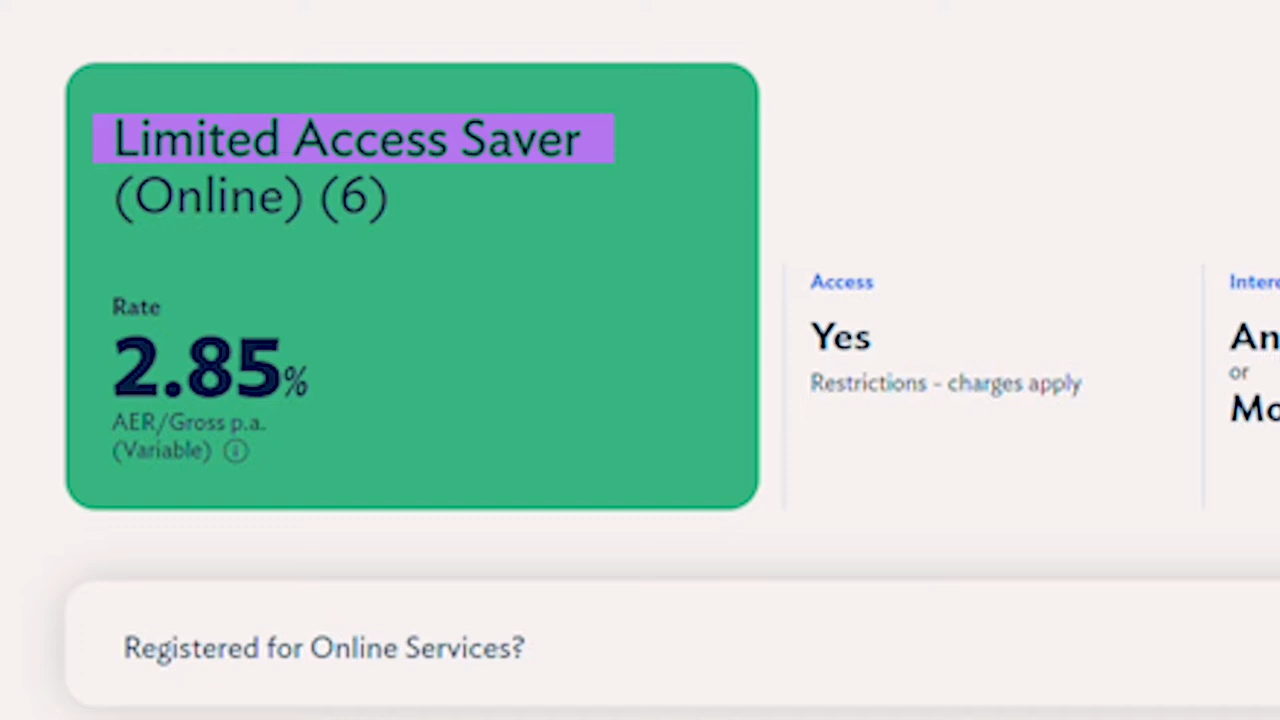 Limited Access Saver
(Online) (6)
Rate
2.85%
AER/Gross p.a.
(Variable)
Access
Yes
Restrictions - charges apply
or
Registered for Online Services?